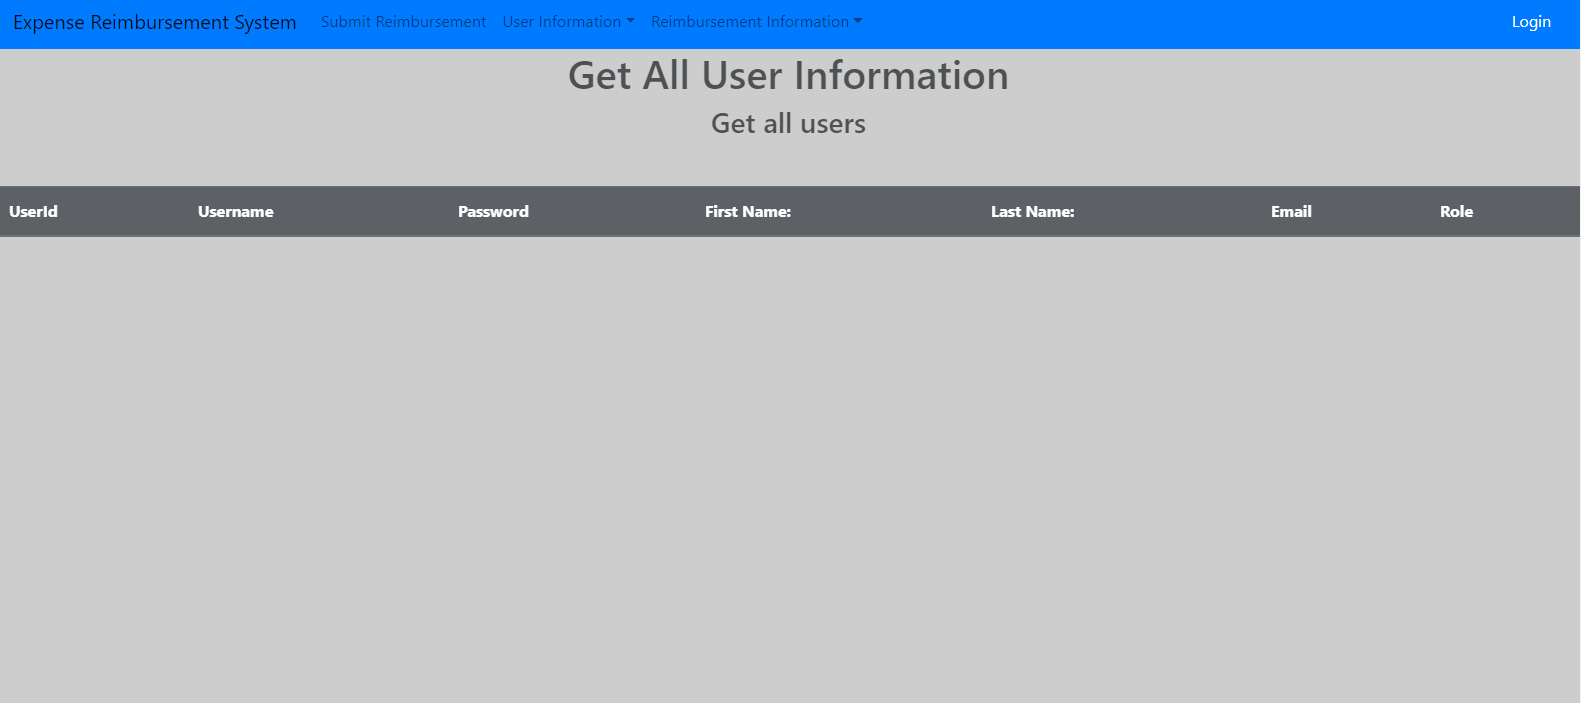 Expense Reimbursement System Submit Reimbursement User Information Reimbursement Information Login
Get All User Information
Get all users
UserId Username Password First Name: Last Name: Email Role